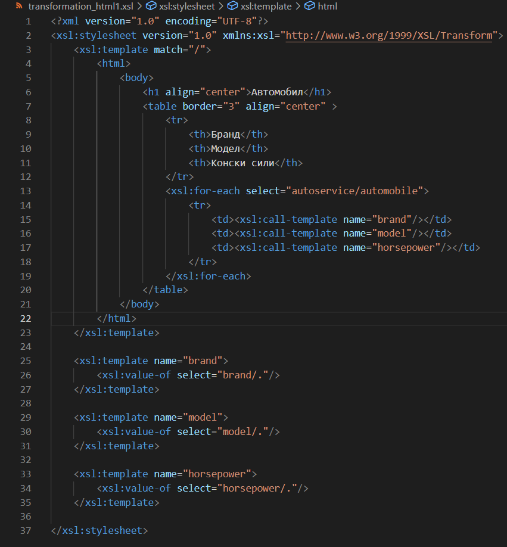 transformation_html1.xsl > xsl:stylesheet > xsl:template > html
1 <?xml version="1.0" encoding="UTF-8"?>
2 <xsl:stylesheet version="1.0" xmlns:xsl="http://www.w3.org/1999/XSL/Transform">
3 <xsl:template match="/">
4 <html>
5 <body>
6 <h1 align="center">Автомобил</h1>
7 <table border="3" align="center" >
8 <tr>
9 <th>Бранд</th>
10 <th>Модел</th>
11 <th>Конски сили</th>
12 </tr>
13 <xsl:for-each select="autoservice/automobile">
14 <tr>
15 <td><xsl:call-template name="brand"/></td>
16 <td><xsl:call-template name="model"/></td>
17 <td><xsl:call-template name="horsepower"/></td>
18 </tr>
19 </xsl:for-each>
20 </table>
21 </body>
22 </html>
23 </xsl:template>
24
25 <xsl:template name="brand">
26 <xsl:value-of select="brand/."/>
27 </xsl:template>
28
29 <xsl:template name="model">
30 <xsl:value-of select="model/."/>
31 </xsl:template>
32
33 <xsl:template name="horsepower">
34 <xsl:value-of select="horsepower/."/>
35 </xsl:template>
36
37 </xsl:stylesheet>